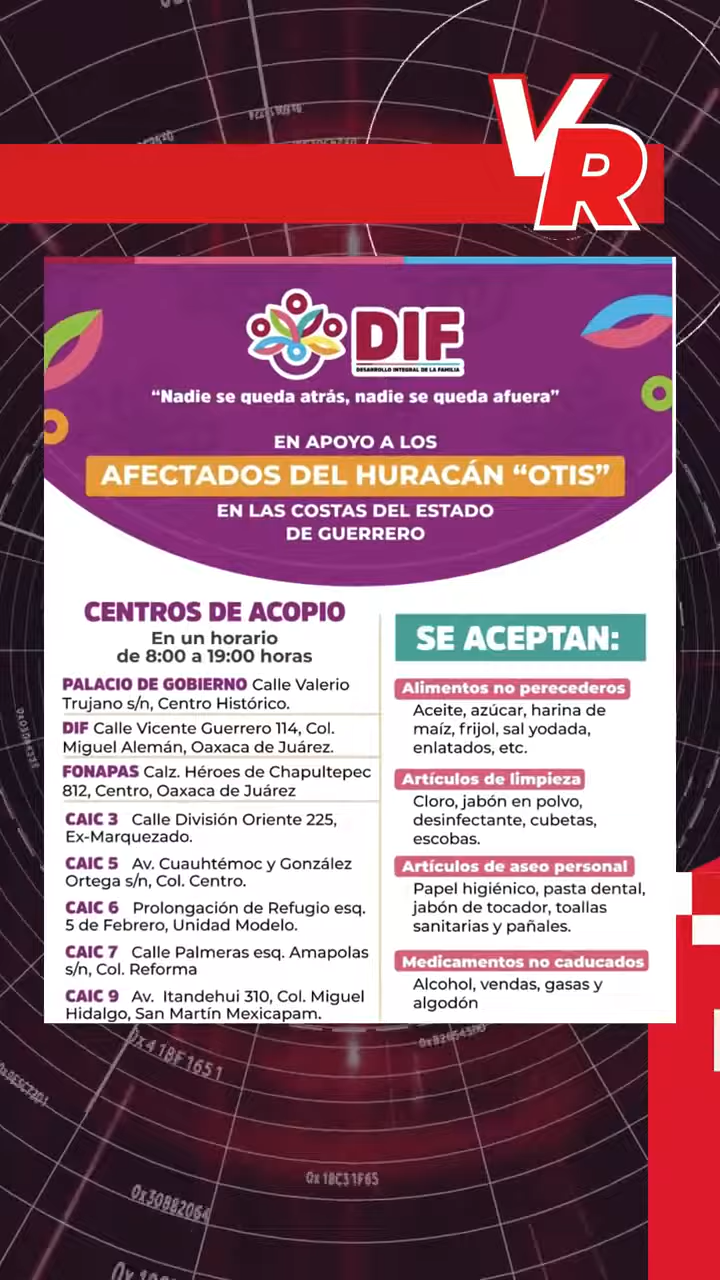 VR
DIF
DESARROLLO INTEGRAL DE LA FAMILIA
“Nadie se queda atrás, nadie se queda afuera”
EN APOYO A LOS
AFECTADOS DEL HURACÁN “OTIS”
EN LAS COSTAS DEL ESTADO
DE GUERRERO
CENTROS DE ACOPIO
En un horario
de 8:00 a 19:00 horas
PALACIO DE GOBIERNO Calle Valerio
Trujano s/n, Centro Histórico.
DIF Calle Vicente Guerrero 114, Col.
Miguel Alemán, Oaxaca de Juárez.
FONAPAS Calz. Héroes de Chapultepec
812, Centro, Oaxaca de Juárez
CAIC 3 Calle División Oriente 225,
Ex-Marquezado.
CAIC 5 Av. Cuauhtémoc y González
Ortega s/n, Col. Centro.
CAIC 6 Prolongación de Refugio esq.
5 de Febrero, Unidad Modelo.
CAIC 7 Calle Palmeras esq. Amapolas
s/n, Col. Reforma
CAIC 9 Av. Itandehui 310, Col. Miguel
Hidalgo, San Martín Mexicapam.
SE ACEPTAN:
Alimentos no perecederos
Aceite, azúcar, harina de
maíz, frijol, sal yodada,
enlatados, etc.
Artículos de limpieza
Cloro, jabón en polvo,
desinfectante, cubetas,
escobas.
Artículos de aseo personal
Papel higiénico, pasta dental,
jabón de tocador, toallas
sanitarias y pañales.
Medicamentos no caducados
Alcohol, vendas, gasas y
algodón
0x418F1651
0x18C31F65
0x30882064